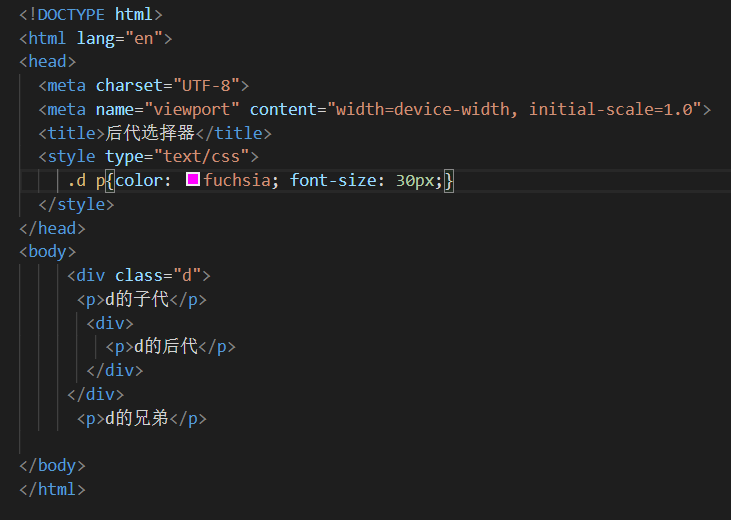 <!DOCTYPE html>
<html lang="en">
<head>
<meta charset="UTF-8">
<meta name="viewport" content="width=device-width, initial-scale=1.0">
<title>后代选择器</title>
<style type="text/css">
.d p{color: fuchsia; font-size: 30px;}
</style>
</head>
<body>
<div class="d">
<p>d的子代</p>
<div>
<p>d的后代</p>
</div>
</div>
<p>d的兄弟</p>
</body>
</html>